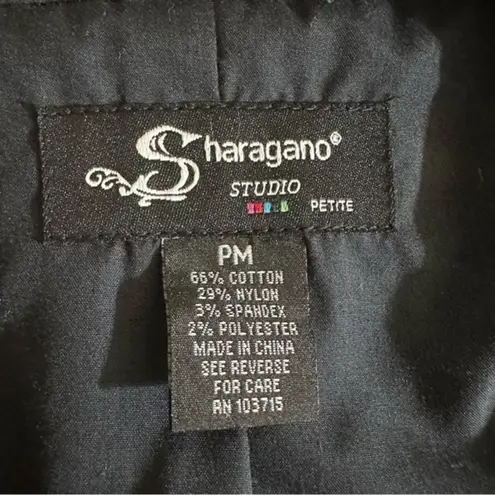 Sharagano®
STUDIO
PETITE
PM
66% COTTON
29% NYLON
3% SPANDEX
2% POLYESTER
MADE IN CHINA
SEE REVERSE
FOR CARE
RN 103715